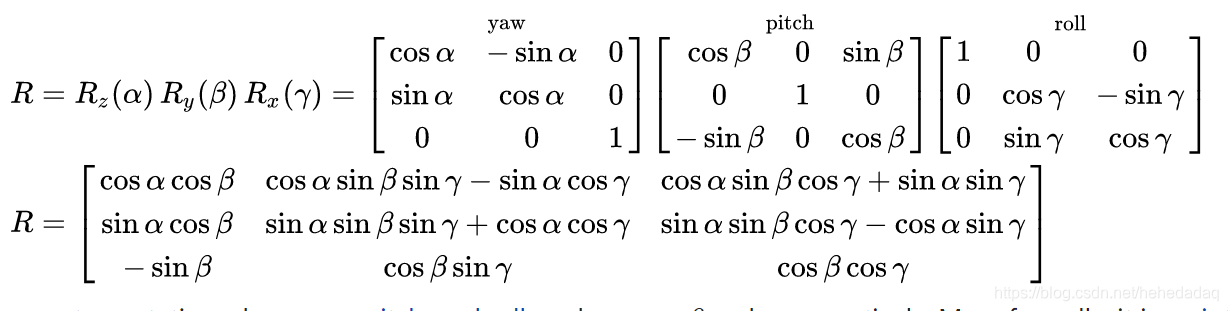 yaw pitch roll
R = R_z(α) R_y(β) R_x(γ) = [cos α −sin α 0; sin α cos α 0; 0 0 1] [cos β 0 sin β; 0 1 0; −sin β 0 cos β] [1 0 0; 0 cos γ −sin γ; 0 sin γ cos γ]
R = [cos α cos β cos α sin β sin γ − sin α cos γ cos α sin β cos γ + sin α sin γ; sin α cos β sin α sin β sin γ + cos α cos γ sin α sin β cos γ − cos α sin γ; −sin β cos β sin γ cos β cos γ]
https://blog.csdn.net/hehedadaq